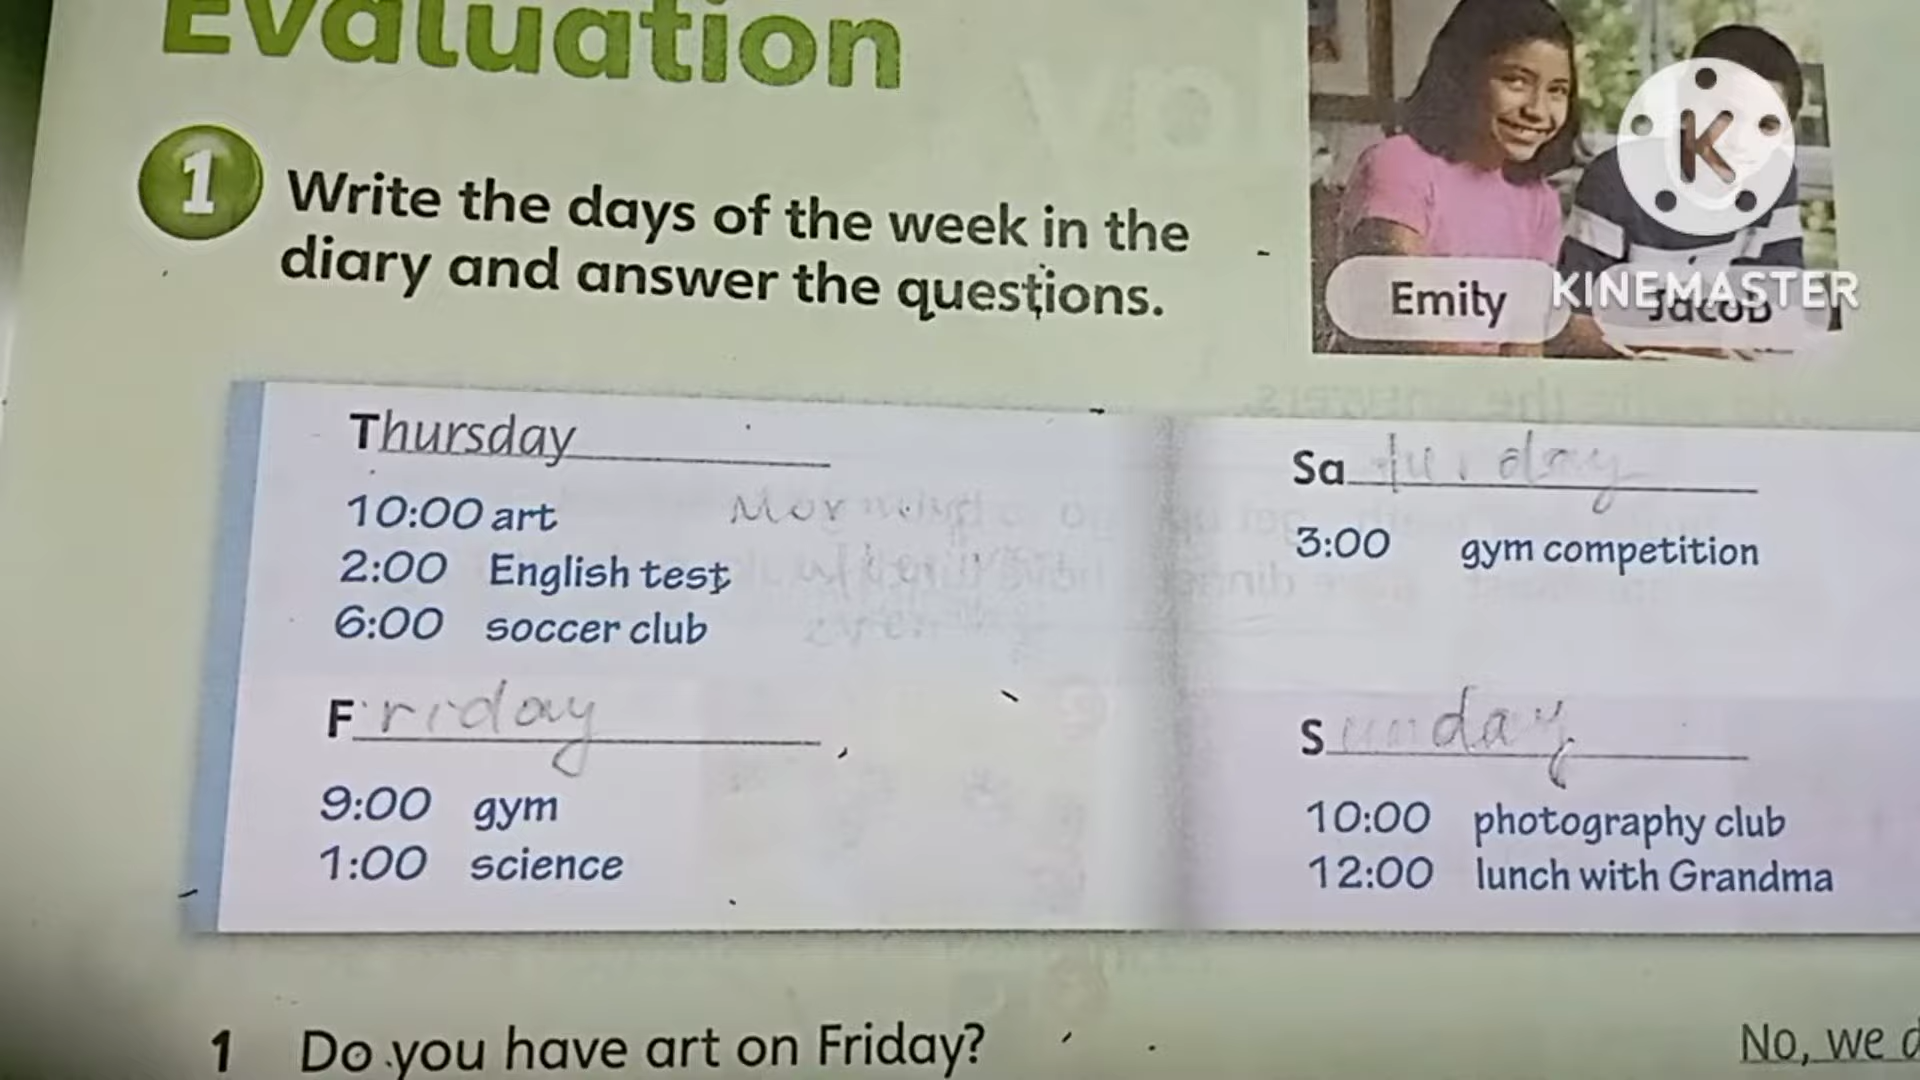 Evaluation
1 Write the days of the week in the
diary and answer the questions.
K
KINEMASTER
Emily Jacob
Thursday
10:00 art Morning
2:00 English test
6:00 soccer club
Friday
9:00 gym
1:00 science
Saturday
3:00 gym competition
Sunday
10:00 photography club
12:00 lunch with Grandma
1 Do you have art on Friday? No, we d